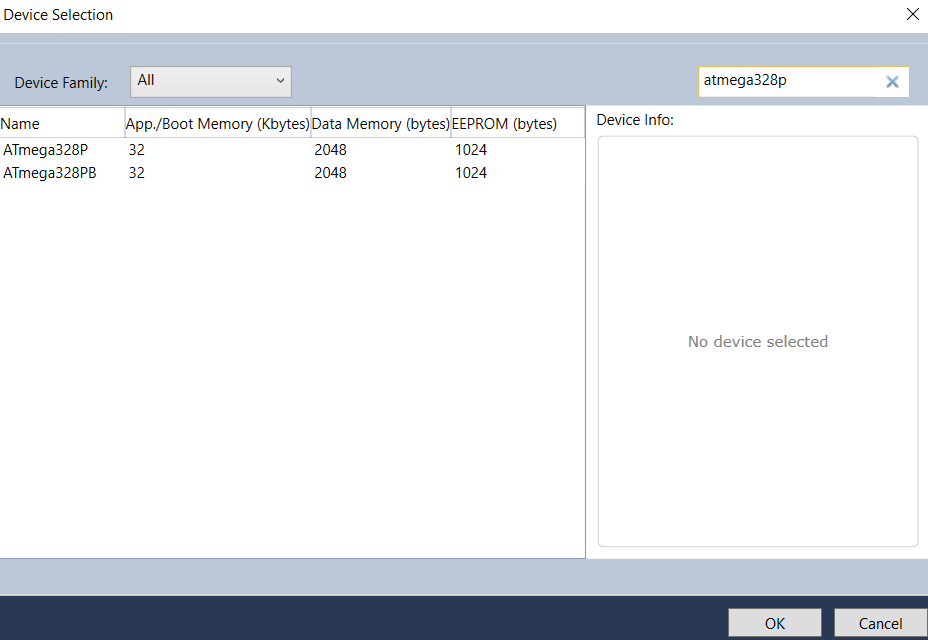 Device Selection
Device Family: All atmega328p
Name App./Boot Memory (Kbytes) Data Memory (bytes) EEPROM (bytes) Device Info:
ATmega328P 32 2048 1024
ATmega328PB 32 2048 1024
No device selected
OK Cancel